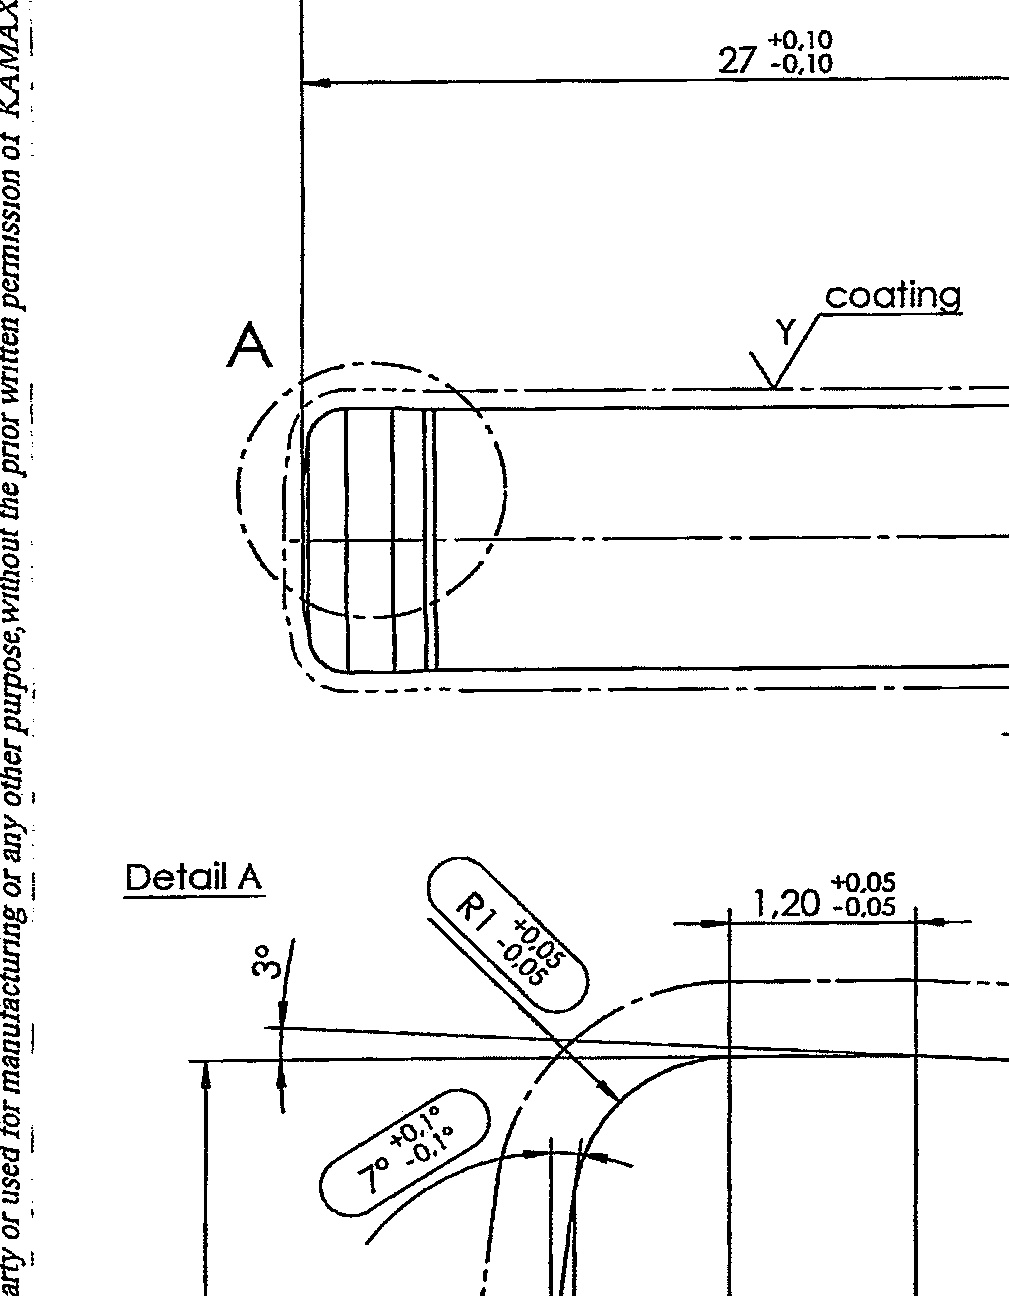 27 +0,10
-0,10
coating
Y
A
Detail A
R1 +0,05
-0,05
1,20 +0,05
-0,05
3°
7° +0,1°
-0,1°
arty or used for manufacturing or any other purpose,without the prior written permission of KAMAX